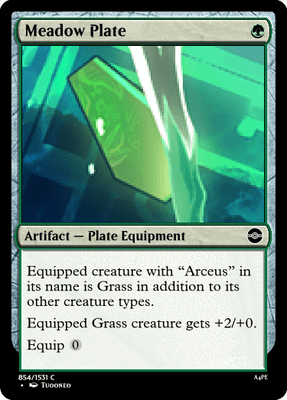 Meadow Plate
Artifact — Plate Equipment
Equipped creature with “Arceus” in
its name is Grass in addition to its
other creature types.
Equipped Grass creature gets +2/+0.
Equip 0
854/1531 C
A4PE
• Tuooneo